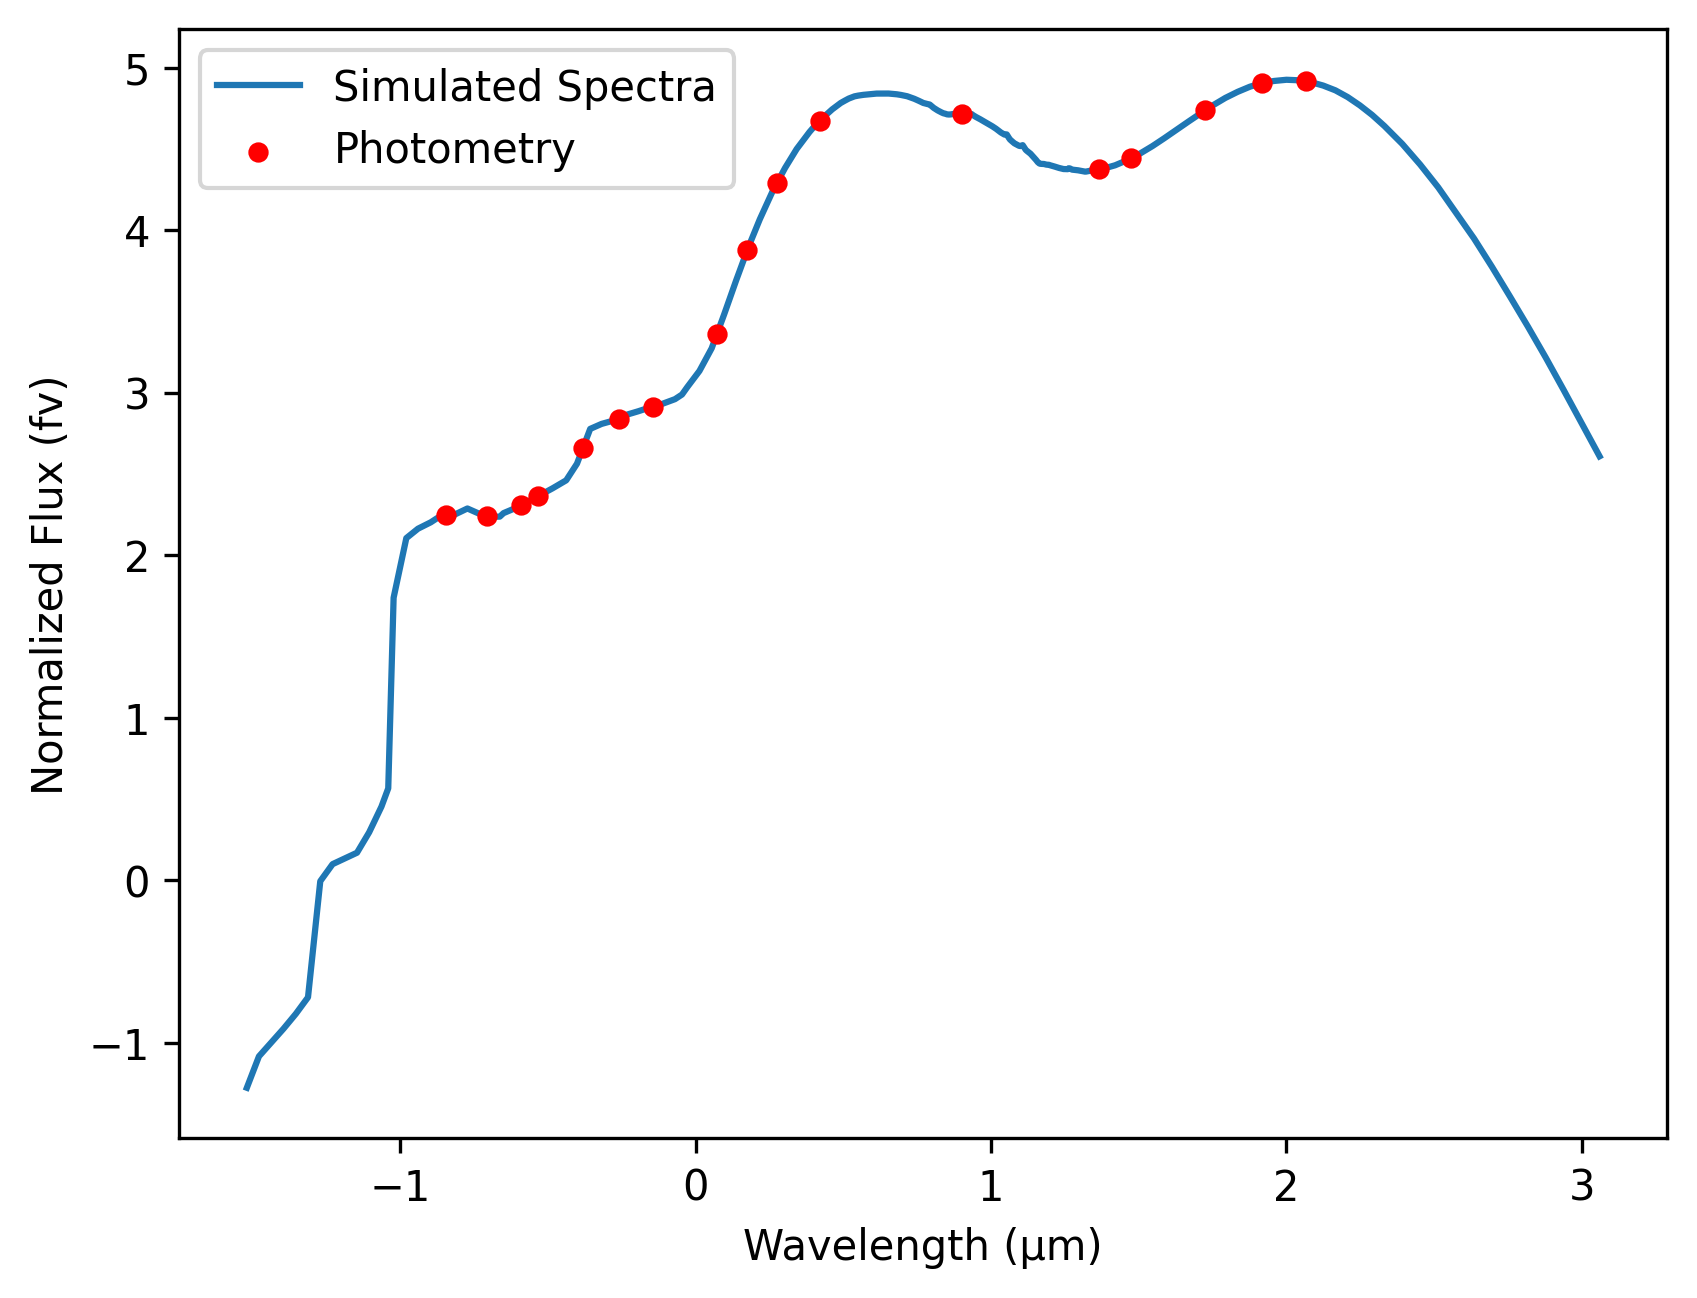 Simulated Spectra
Photometry
5
4
3
2
1
0
−1
Normalized Flux (fv)
−1 0 1 2 3
Wavelength (μm)